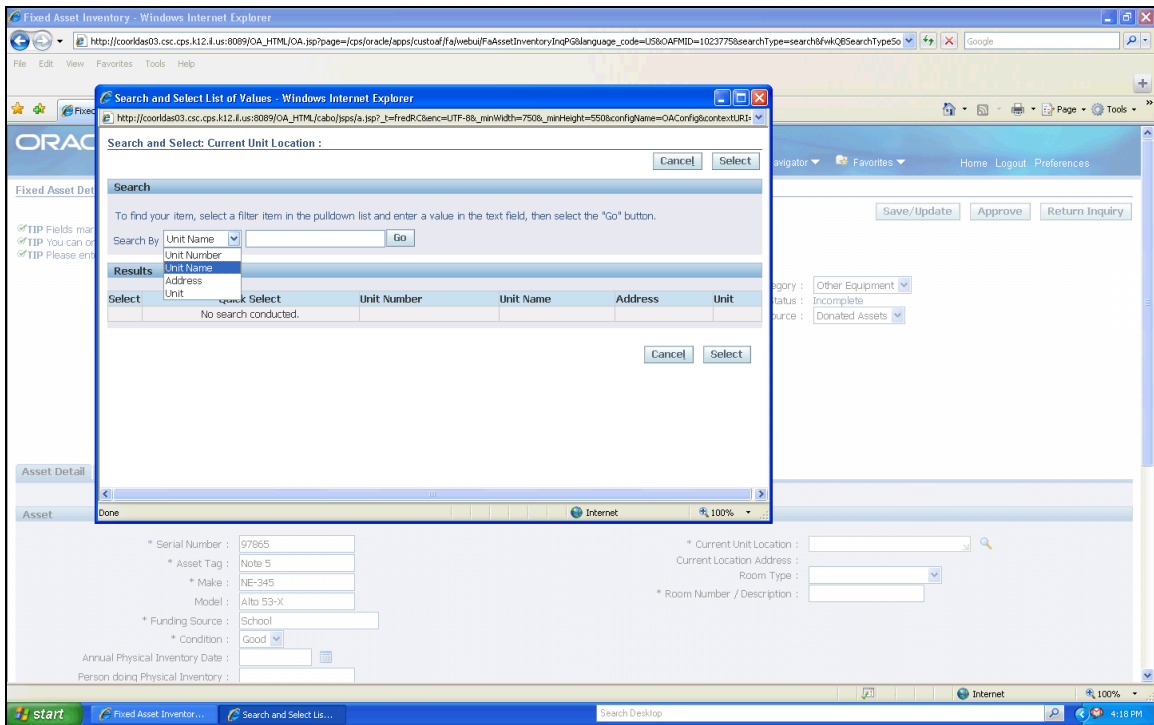 Fixed Asset Inventory - Windows Internet Explorer
http://coorldas03.csc.cps.k12.il.us:8089/OA_HTML/OA.jsp?page=/cps/oracle/apps/custoaf/fa/webui/FaAssetInventoryInqPG&language_code=US&OAFMID=1023775&searchType=search&fwkQBSearchTypeSo
Google
File Edit View Favorites Tools Help
Fixed
Page Tools »
Search and Select List of Values - Windows Internet Explorer
http://coorldas03.csc.cps.k12.il.us:8089/OA_HTML/cabo/jsps/a.jsp?_t=fredRC&enc=UTF-8&_minWidth=750&_minHeight=550&configName=OAConfig&contextURI=
ORAC
avigator Favorites Home Logout Preferences
Search and Select: Current Unit Location :
Cancel Select
Fixed Asset Det
Search
Save/Update Approve Return Inquiry
To find your item, select a filter item in the pulldown list and enter a value in the text field, then select the "Go" button.
TIP Fields mar
TIP You can or
TIP Please ent
Search By Unit Name Go
Unit Number
Unit Name
Address
Unit
Results
Select Quick Select Unit Number Unit Name Address Unit
No search conducted.
egory : Other Equipment
tatus : Incomplete
ource : Donated Assets
Cancel Select
Asset Detail
Done Internet 100%
Asset
* Serial Number : 97865
* Asset Tag : Note 5
* Make : NE-345
Model : Alto 53-X
* Funding Source : School
* Condition : Good
Annual Physical Inventory Date :
Person doing Physical Inventory :
* Current Unit Location :
Current Location Address :
Room Type :
* Room Number / Description :
Internet 100%
start Fixed Asset Inventor... Search and Select Lis... Search Desktop 4:18 PM